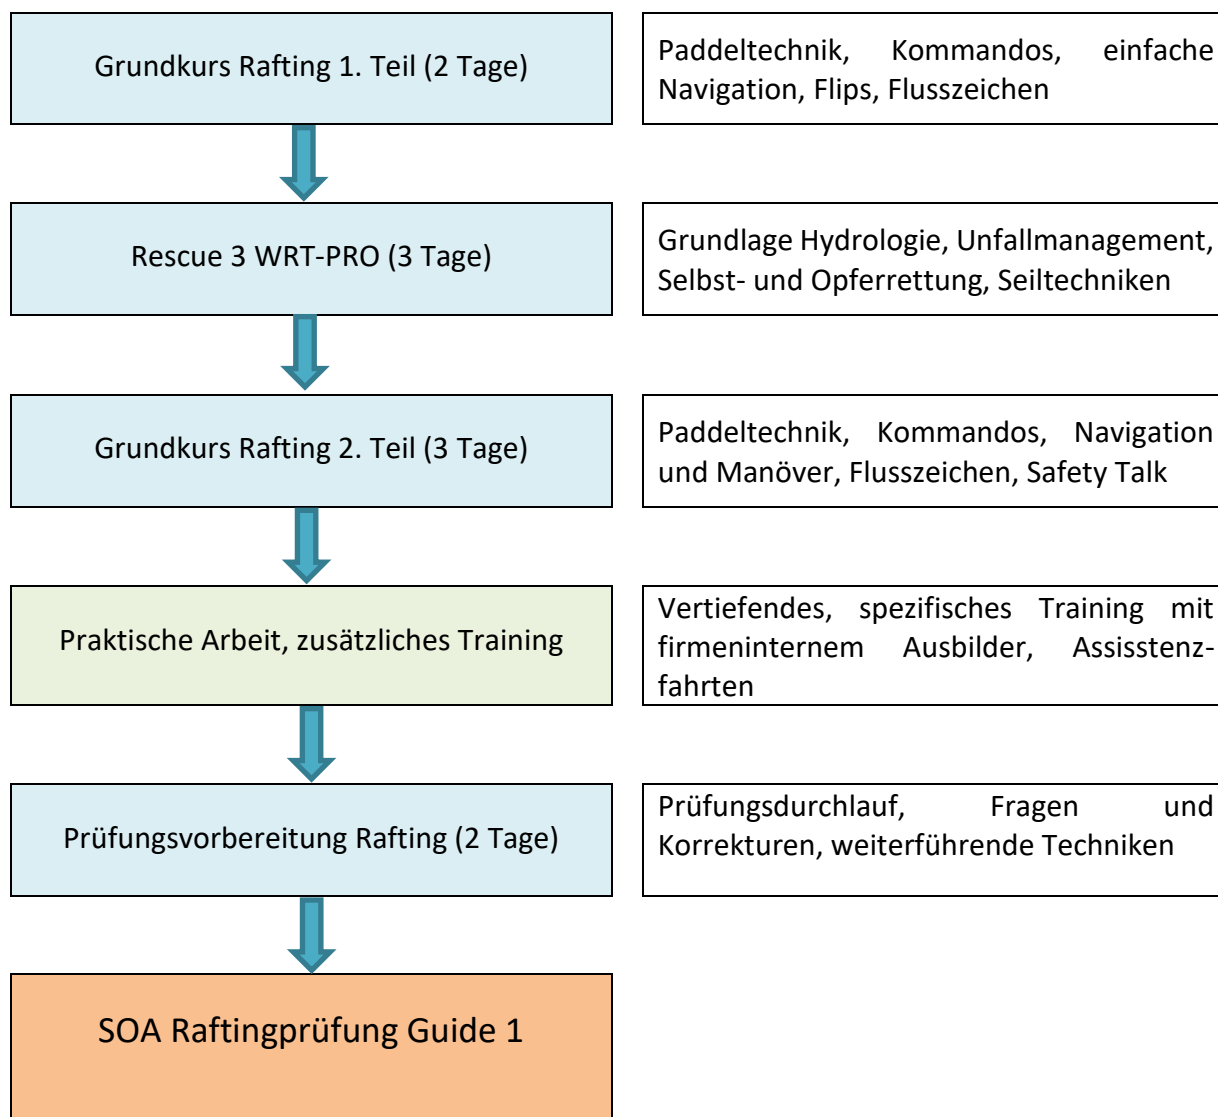 Grundkurs Rafting 1. Teil (2 Tage)
Paddeltechnik, Kommandos, einfache
Navigation, Flips, Flusszeichen
Rescue 3 WRT-PRO (3 Tage)
Grundlage Hydrologie, Unfallmanagement,
Selbst- und Opferrettung, Seiltechniken
Grundkurs Rafting 2. Teil (3 Tage)
Paddeltechnik, Kommandos, Navigation
und Manöver, Flusszeichen, Safety Talk
Praktische Arbeit, zusätzliches Training
Vertiefendes, spezifisches Training mit
firmeninternem Ausbilder, Assisstenz-
fahrten
Prüfungsvorbereitung Rafting (2 Tage)
Prüfungsdurchlauf, Fragen und
Korrekturen, weiterführende Techniken
SOA Raftingprüfung Guide 1